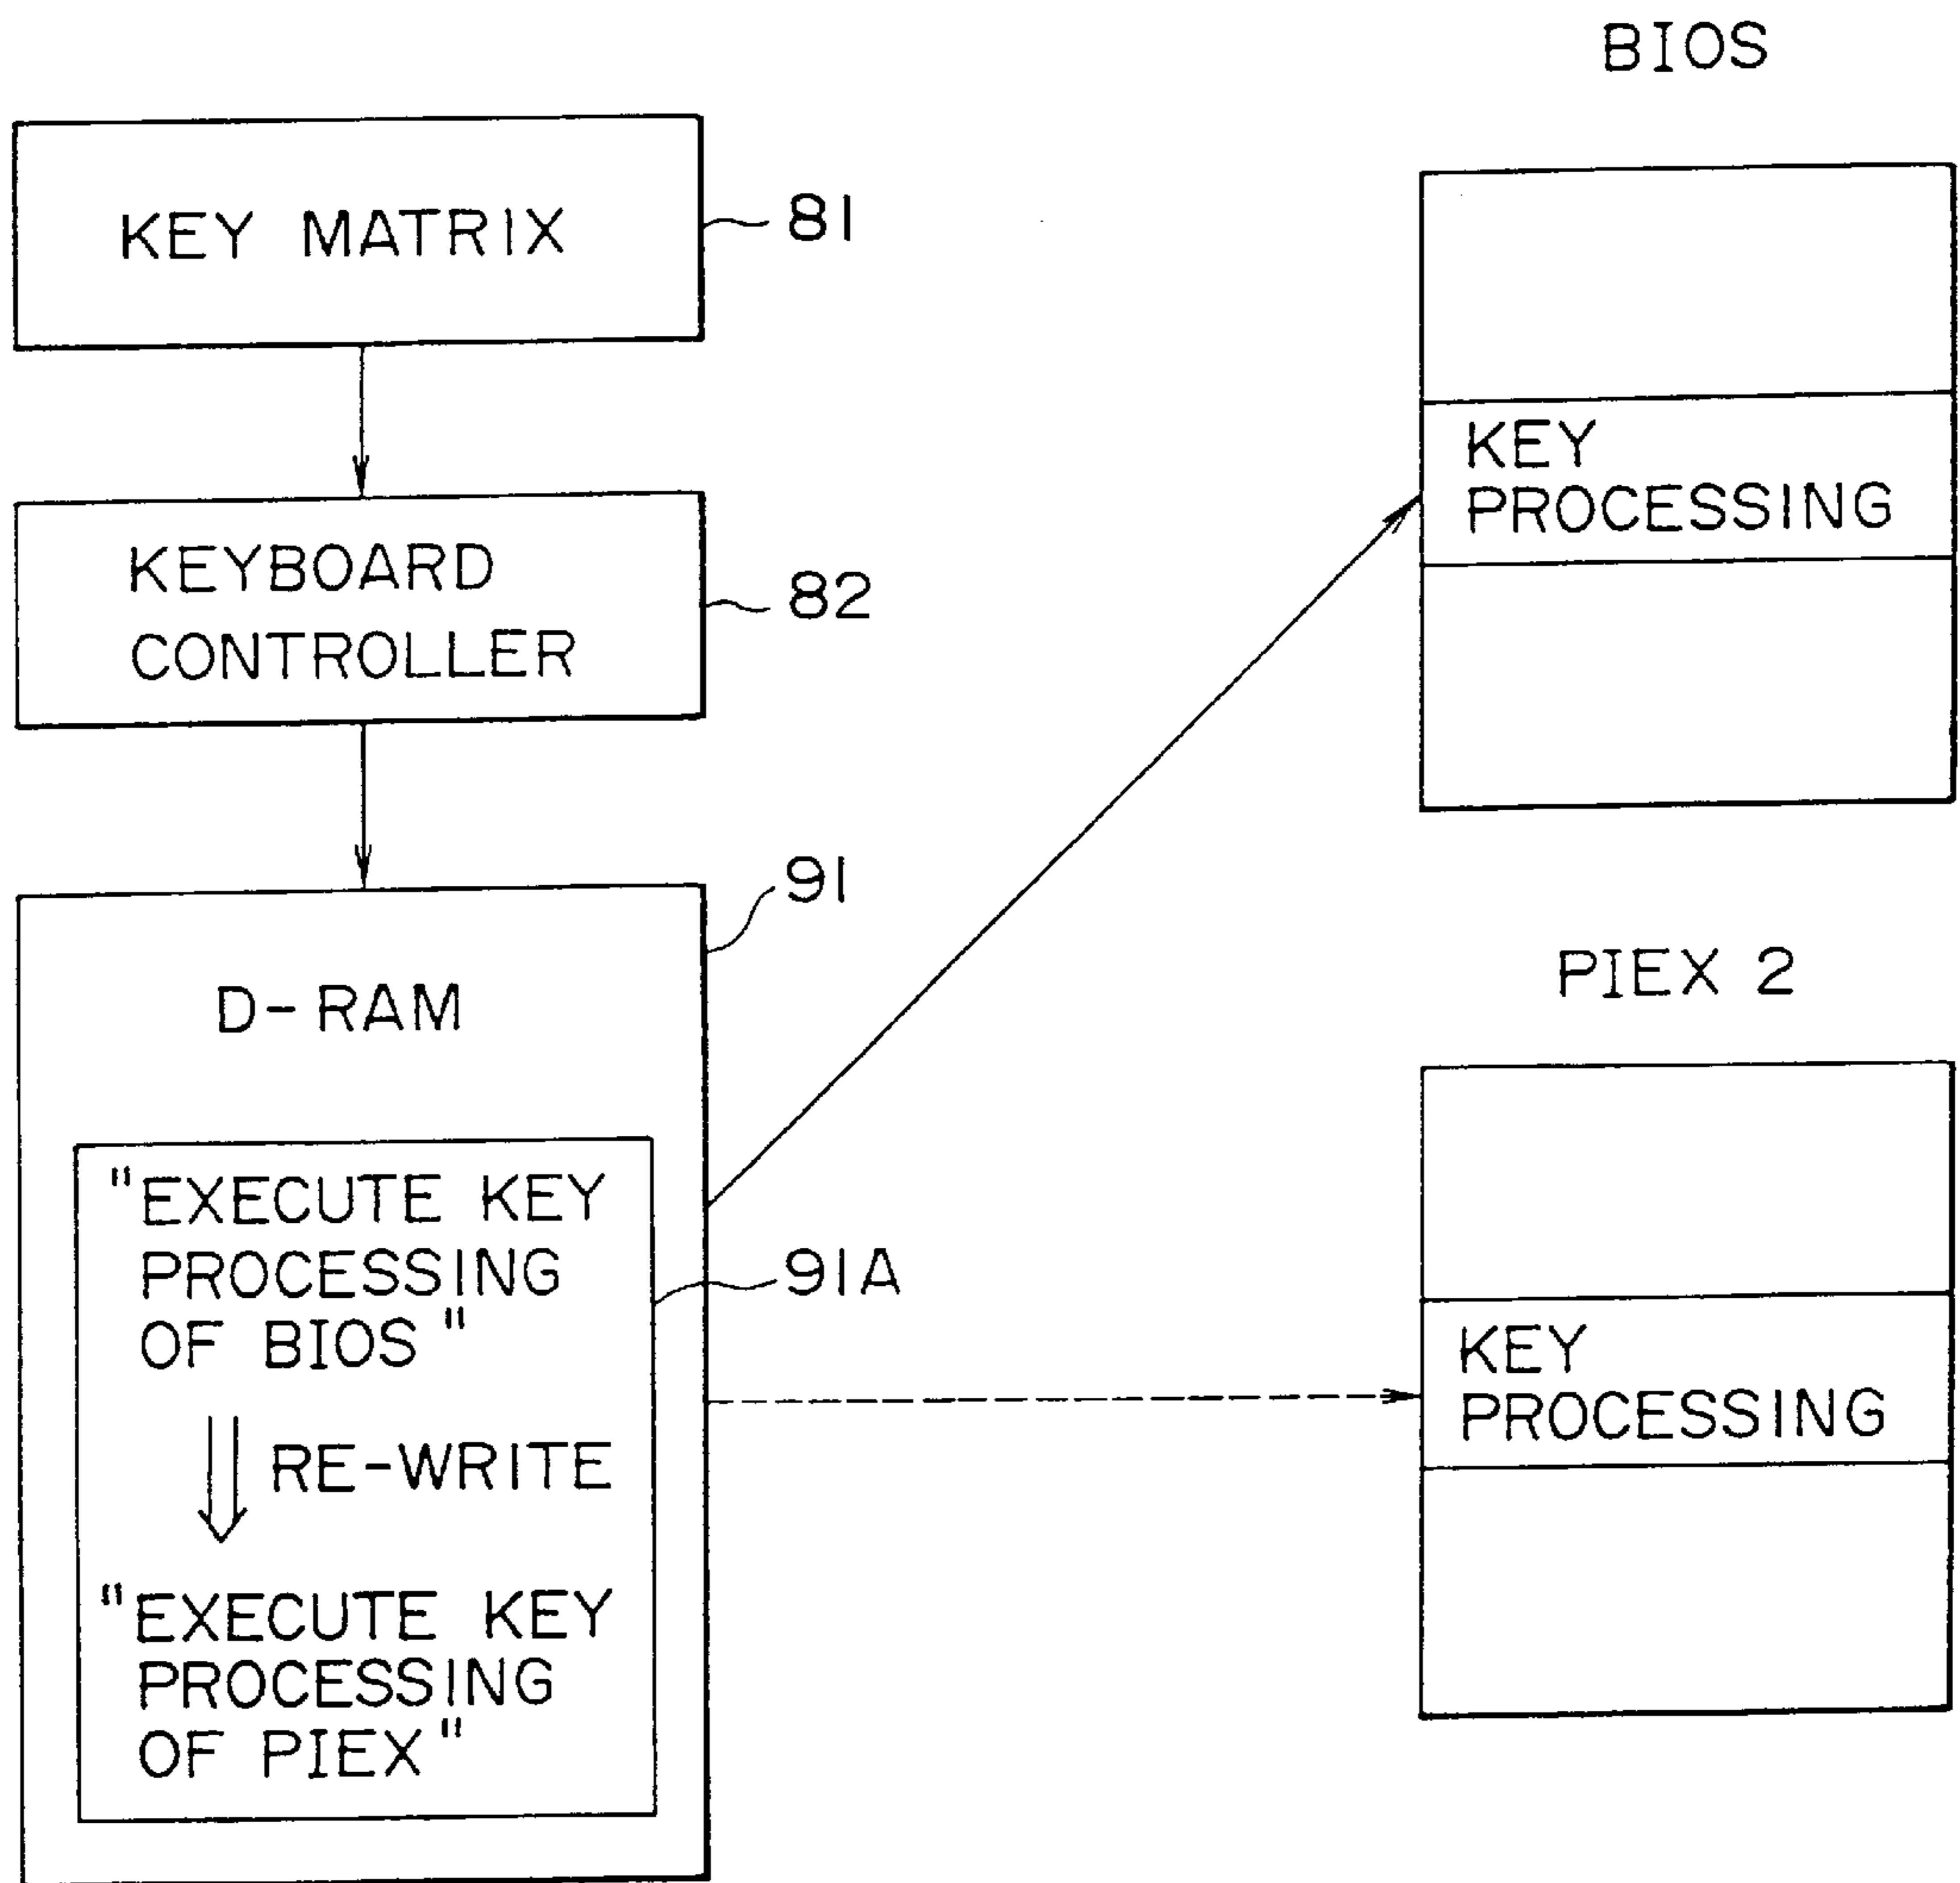 KEY MATRIX
81
KEYBOARD
CONTROLLER
82
91
D-RAM
"EXECUTE KEY
PROCESSING
OF BIOS"
RE-WRITE
"EXECUTE KEY
PROCESSING
OF PIEX"
91A
BIOS
KEY
PROCESSING
PIEX 2
KEY
PROCESSING